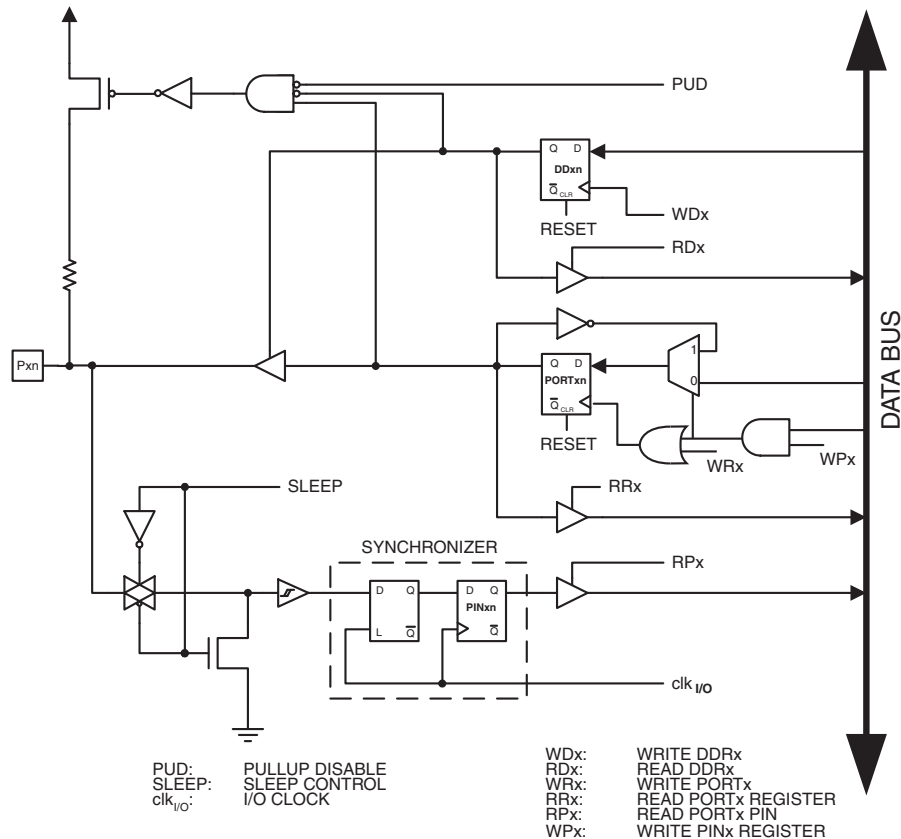 PUD
Q D
DDxn
Q CLR
WDx
RESET
RDx
Pxn
1
Q D
PORTxn
0
Q CLR
RESET
WRx
WPx
DATA BUS
SLEEP
RRx
SYNCHRONIZER
RPx
D Q
D Q
PINxn
L Q
Q
clk I/O
PUD: PULLUP DISABLE
SLEEP: SLEEP CONTROL
clkI/O: I/O CLOCK
WDx: WRITE DDRx
RDx: READ DDRx
WRx: WRITE PORTx
RRx: READ PORTx REGISTER
RPx: READ PORTx PIN
WPx: WRITE PINx REGISTER